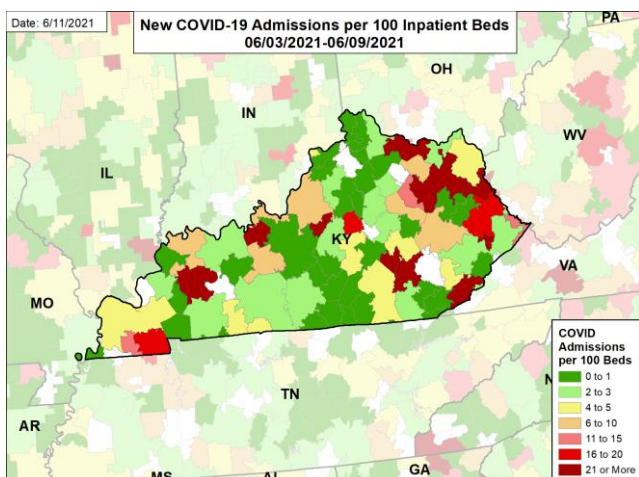 Date: 6/11/2021
New COVID-19 Admissions per 100 Inpatient Beds
06/03/2021-06/09/2021
PA
OH
IN
WV
IL
KY
VA
MO
TN
AR
MS
AL
GA
COVID
Admissions
per 100 Beds
0 to 1
2 to 3
4 to 5
6 to 10
11 to 15
16 to 20
21 or More